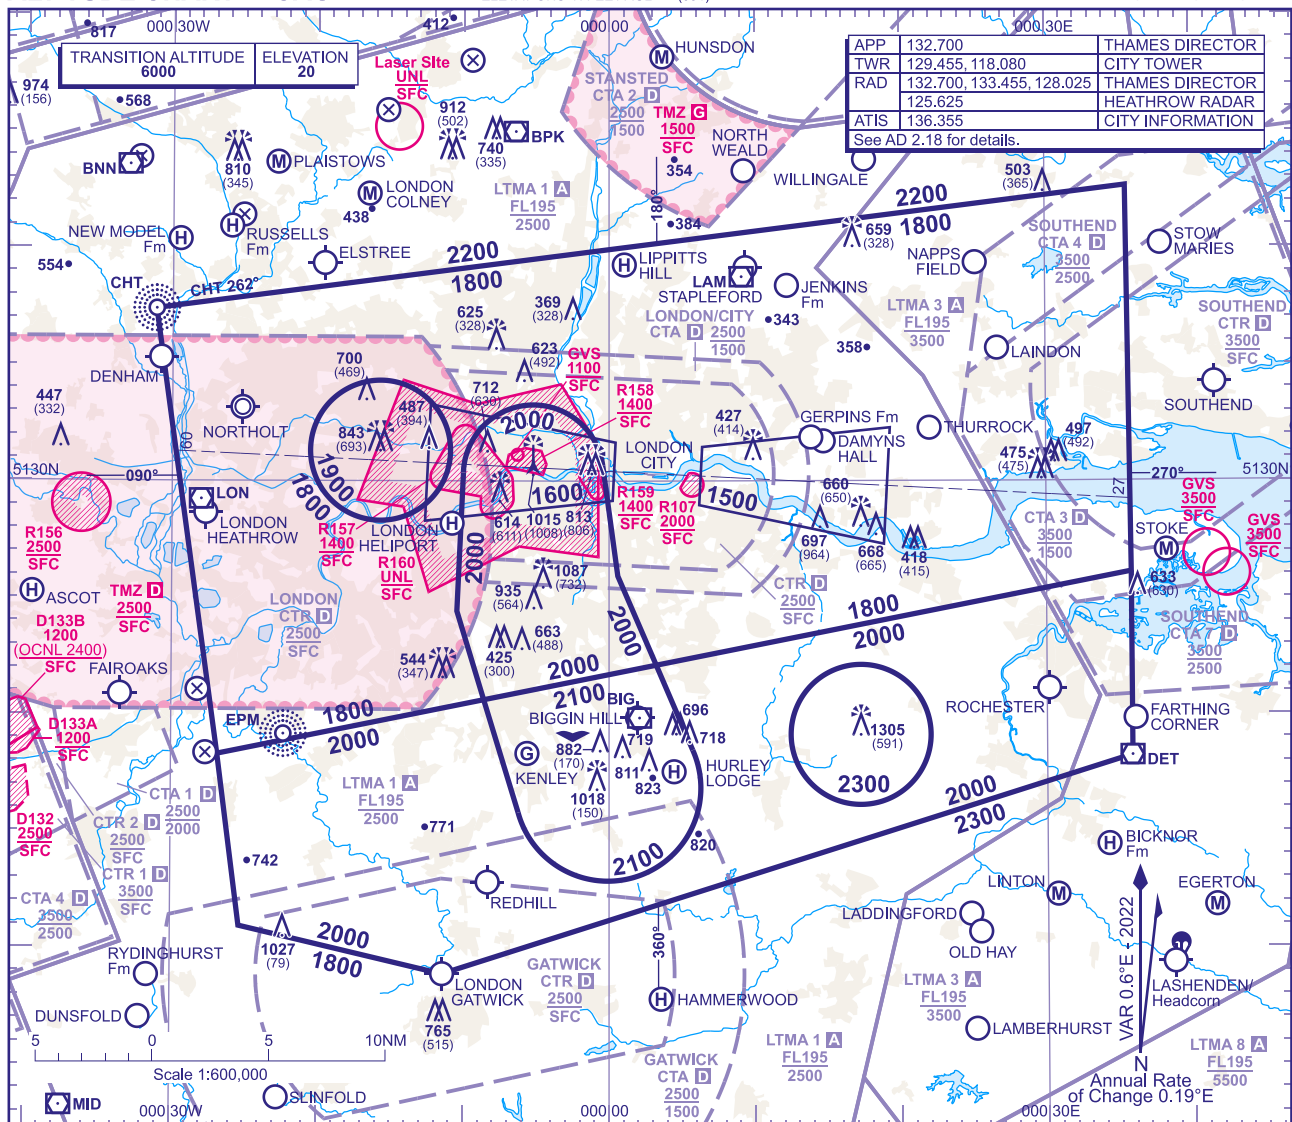 000 30W
000 00
000 30E
817
412
TRANSITION ALTITUDE
6000
ELEVATION
20
APP 132.700 THAMES DIRECTOR
TWR 129.455, 118.080 CITY TOWER
RAD 132.700, 133.455, 128.025 THAMES DIRECTOR
125.625 HEATHROW RADAR
ATIS 136.355 CITY INFORMATION
See AD 2.18 for details.
974
(156)
568
Laser Site
UNL
SFC
912
(502)
740
(335)
BPK
HUNSDON
STANSTED
CTA 2 D
2500
1500
TMZ G
1500
SFC
354
NORTH
WEALD
WILLINGALE
503
(365)
BNN
810
(345)
PLAISTOWS
LONDON
COLNEY
438
LTMA 1 A
FL195
2500
180°
384
2200
1800
659
(328)
NEW MODEL
Fm
RUSSELLS
Fm
ELSTREE
554
CHT
CHT 262°
2200
1800
LIPPITTS
HILL
LAM
STAPLEFORD
JENKINS
Fm
NAPPS
FIELD
SOUTHEND
CTA 4 D
3500
2500
STOW
MARIES
LTMA 3 A
FL195
3500
SOUTHEND
CTR D
3500
SFC
625
(328)
369
(328)
LONDON/CITY
CTA D 2500
1500
343
358
LAINDON
DENHAM
700
(469)
623
(492)
GVS
1100
SFC
R158
1400
SFC
447
(332)
NORTHOLT
487
(394)
712
(630)
2000
427
(414)
GERPINS Fm
DAMYNS
HALL
THURROCK
SOUTHEND
843
(693)
60
LONDON
CITY
475
(475)
497
(492)
5130N
090°
1900
1800
270°
5130N
27
LON
LONDON
HEATHROW
R156
2500
SFC
R157
1400
SFC
LONDON
HELIPORT
1600
614
(611)
1015
(1008)
813
(806)
R159
1400
SFC
R107
2000
SFC
1500
660
(650)
697
(964)
668
(665)
418
(415)
CTA 3 D
3500
1500
GVS
3500
SFC
STOKE
GVS
3500
SFC
R160
UNL
SFC
2000
1087
(732)
935
(564)
ASCOT
TMZ D
2500
SFC
LONDON
CTR D
2500
SFC
CTR D
2500
SFC
633
(630)
D133B
1200
(OCNL 2400)
SFC
FAIROAKS
663
(488)
425
(300)
544
(347)
2000
1800
2000
SOUTHEND
CTA 7 D
3500
2500
2000
2100
D133A
1200
SFC
EPM
1800
2000
BIG
BIGGIN HILL
696
718
719
882
(170)
811
823
KENLEY
1018
(150)
HURLEY
LODGE
1305
(591)
2300
ROCHESTER
FARTHING
CORNER
DET
D132
2500
SFC
CTA 1 D
2500
2000
CTR 2 D
2500
SFC
CTR 1 D
3500
SFC
LTMA 1 A
FL195
2500
771
742
820
2100
2000
2300
CTA 4 D
3500
2500
REDHILL
BICKNOR
Fm
LINTON
EGERTON
LADDINGFORD
OLD HAY
RYDINGHURST
Fm
1027
(79)
2000
1800
LONDON
GATWICK
765
(515)
GATWICK
CTR D
2500
SFC
360°
HAMMERWOOD
LTMA 3 A
FL195
3500
LASHENDEN/
Headcorn
VAR 0.6°E - 2022
DUNSFOLD
5 0 5 10NM
Scale 1:600,000
LAMBERHURST
LTMA 1 A
FL195
2500
LTMA 8 A
FL195
5500
GATWICK
CTA D
2500
1500
N
Annual Rate
of Change 0.19°E
MID
SLINFOLD
000 30W
000 00
000 30E